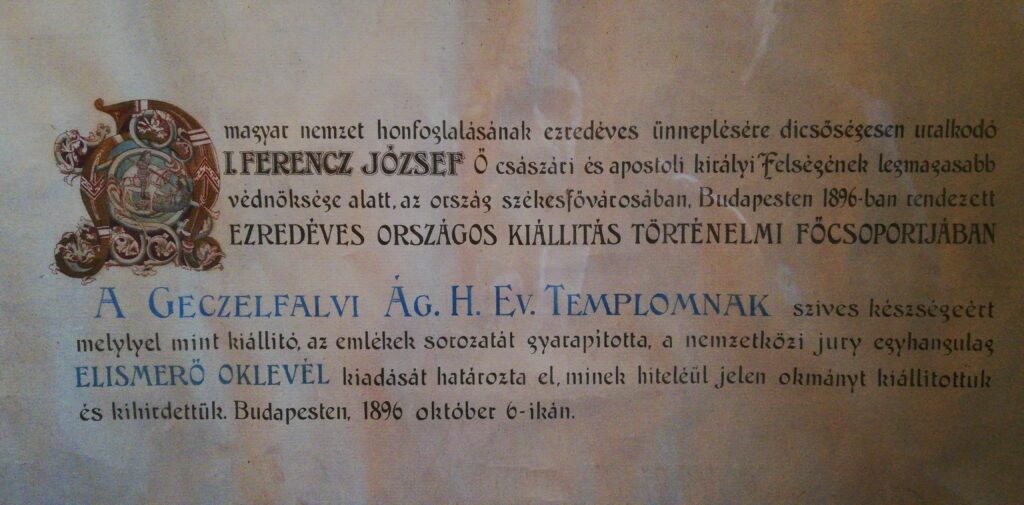 A magyar nemzet honfoglalásának ezredéves ünneplésére dicsőségesen uralkodó
I. FERENCZ JÓZSEF Ő császári és apostoli királyi Felségének legmagasabb
védnöksége alatt, az ország székesfővárosában, Budapesten 1896-ban rendezett
EZREDÉVES ORSZÁGOS KIÁLLITÁS TÖRTÉNELMI FŐCSOPORTJÁBAN
A GECZELFALVI ÁG. H. EV. TEMPLOMNAK szives készségeért
melylyel mint kiállító, az emlékek sorozatát gyarapította, a nemzetközi jury egyhangulag
ELISMERŐ OKLEVÉL kiadását határozta el, minek hiteléül jelen okmányt kiállitottuk
és kihirdettük. Budapesten, 1896 október 6-ikán.